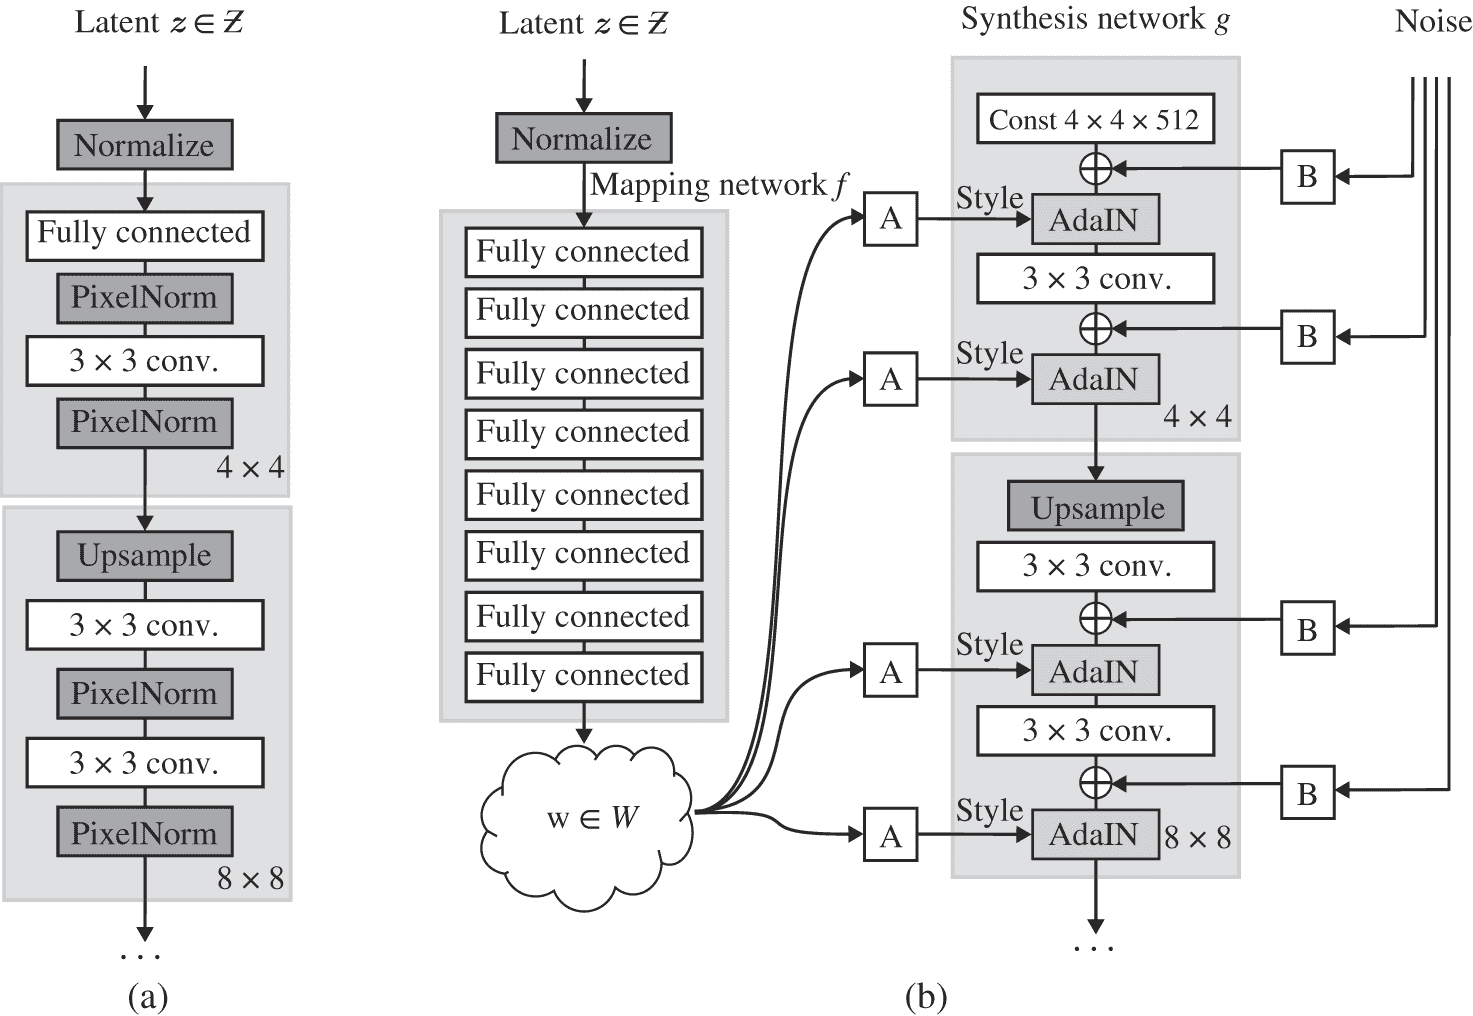 Latent z ∈ Z
Normalize
Fully connected
PixelNorm
3 × 3 conv.
PixelNorm
4 × 4
Upsample
3 × 3 conv.
PixelNorm
3 × 3 conv.
PixelNorm
8 × 8
...
(a)
Latent z ∈ Z
Normalize
Mapping network f
Fully connected
Fully connected
Fully connected
Fully connected
Fully connected
Fully connected
Fully connected
Fully connected
w ∈ W
A
A
A
A
Synthesis network g
Noise
Const 4 × 4 × 512
B
Style
AdaIN
3 × 3 conv.
B
Style
AdaIN
4 × 4
Upsample
3 × 3 conv.
B
Style
AdaIN
3 × 3 conv.
B
Style
AdaIN
8 × 8
...
(b)